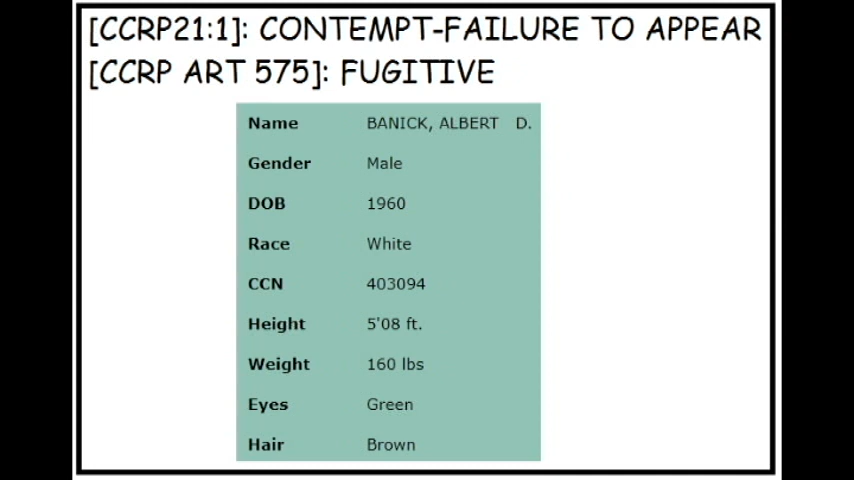 [CCRP21:1]: CONTEMPT-FAILURE TO APPEAR
[CCRP ART 575]: FUGITIVE
Name BANICK, ALBERT D.
Gender Male
DOB 1960
Race White
CCN 403094
Height 5'08 ft.
Weight 160 lbs
Eyes Green
Hair Brown